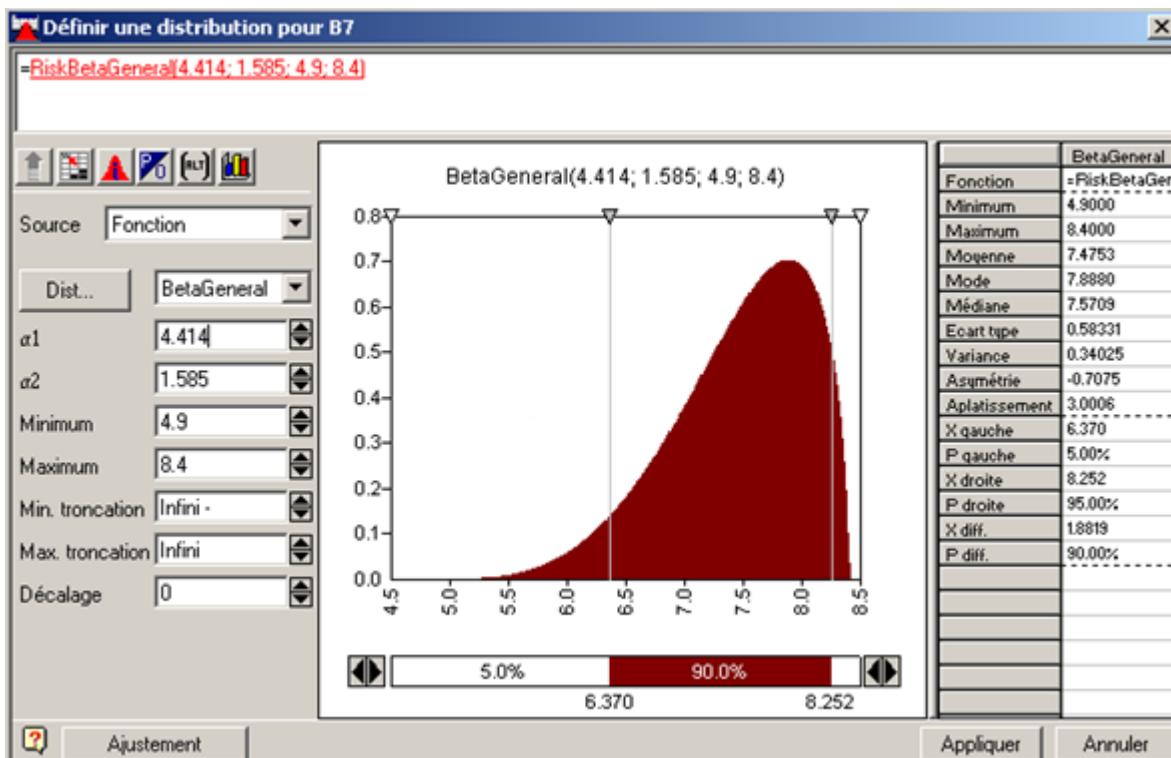 Définir une distribution pour B7
=RiskBetaGeneral(4.414; 1.585; 4.9; 8.4)
Source Fonction
Dist... BetaGeneral
α1 4.414
α2 1.585
Minimum 4.9
Maximum 8.4
Min. troncation Infini -
Max. troncation Infini
Décalage 0
BetaGeneral(4.414; 1.585; 4.9; 8.4)
0.8
0.7
0.6
0.5
0.4
0.3
0.2
0.1
0.0
4.5 5.0 5.5 6.0 6.5 7.0 7.5 8.0 8.5
5.0% 90.0%
6.370 8.252
BetaGeneral
Fonction =RiskBetaGer
Minimum 4.9000
Maximum 8.4000
Moyenne 7.4753
Mode 7.8880
Médiane 7.5709
Ecart type 0.58331
Variance 0.34025
Asymétrie -0.7075
Aplatissement 3.0006
X gauche 6.370
P gauche 5.00%
X droite 8.252
P droite 95.00%
X diff. 1.8819
P diff. 90.00%
Ajustement Appliquer Annuler